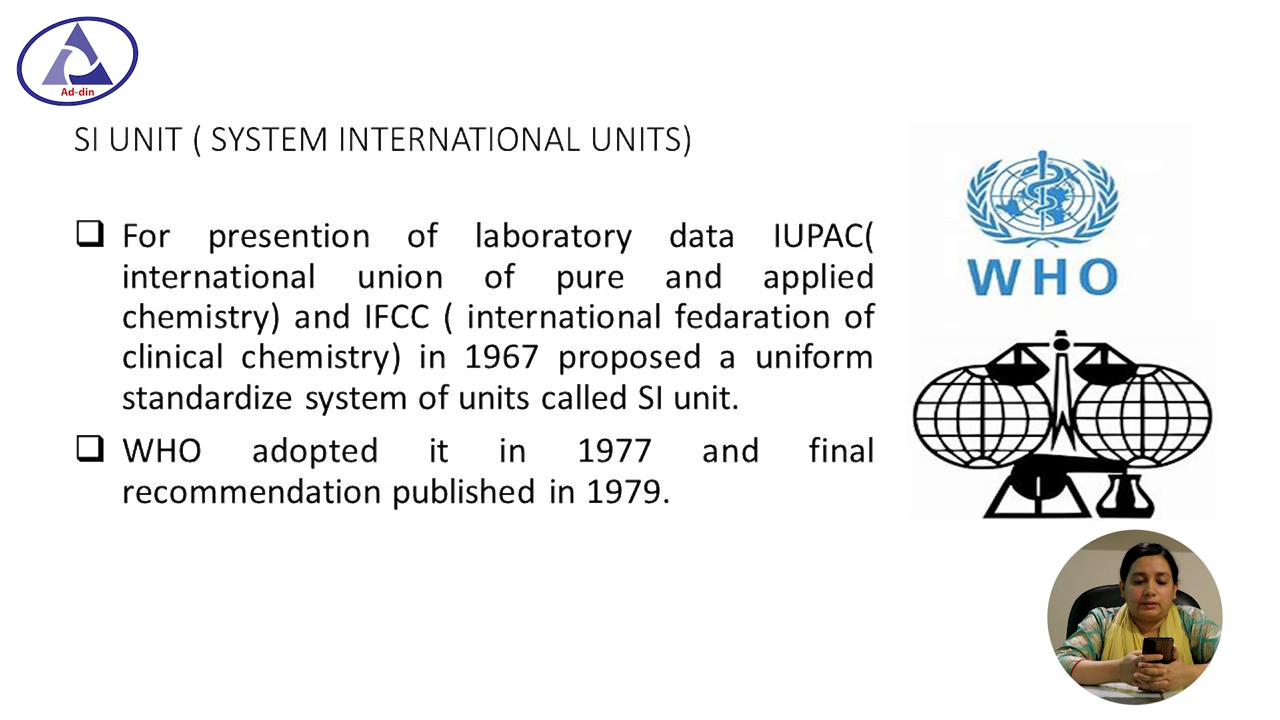 Ad-din
SI UNIT ( SYSTEM INTERNATIONAL UNITS)
For presention of laboratory data IUPAC(
international union of pure and applied
chemistry) and IFCC ( international fedaration of
clinical chemistry) in 1967 proposed a uniform
standardize system of units called SI unit.
WHO adopted it in 1977 and final
recommendation published in 1979.
WHO